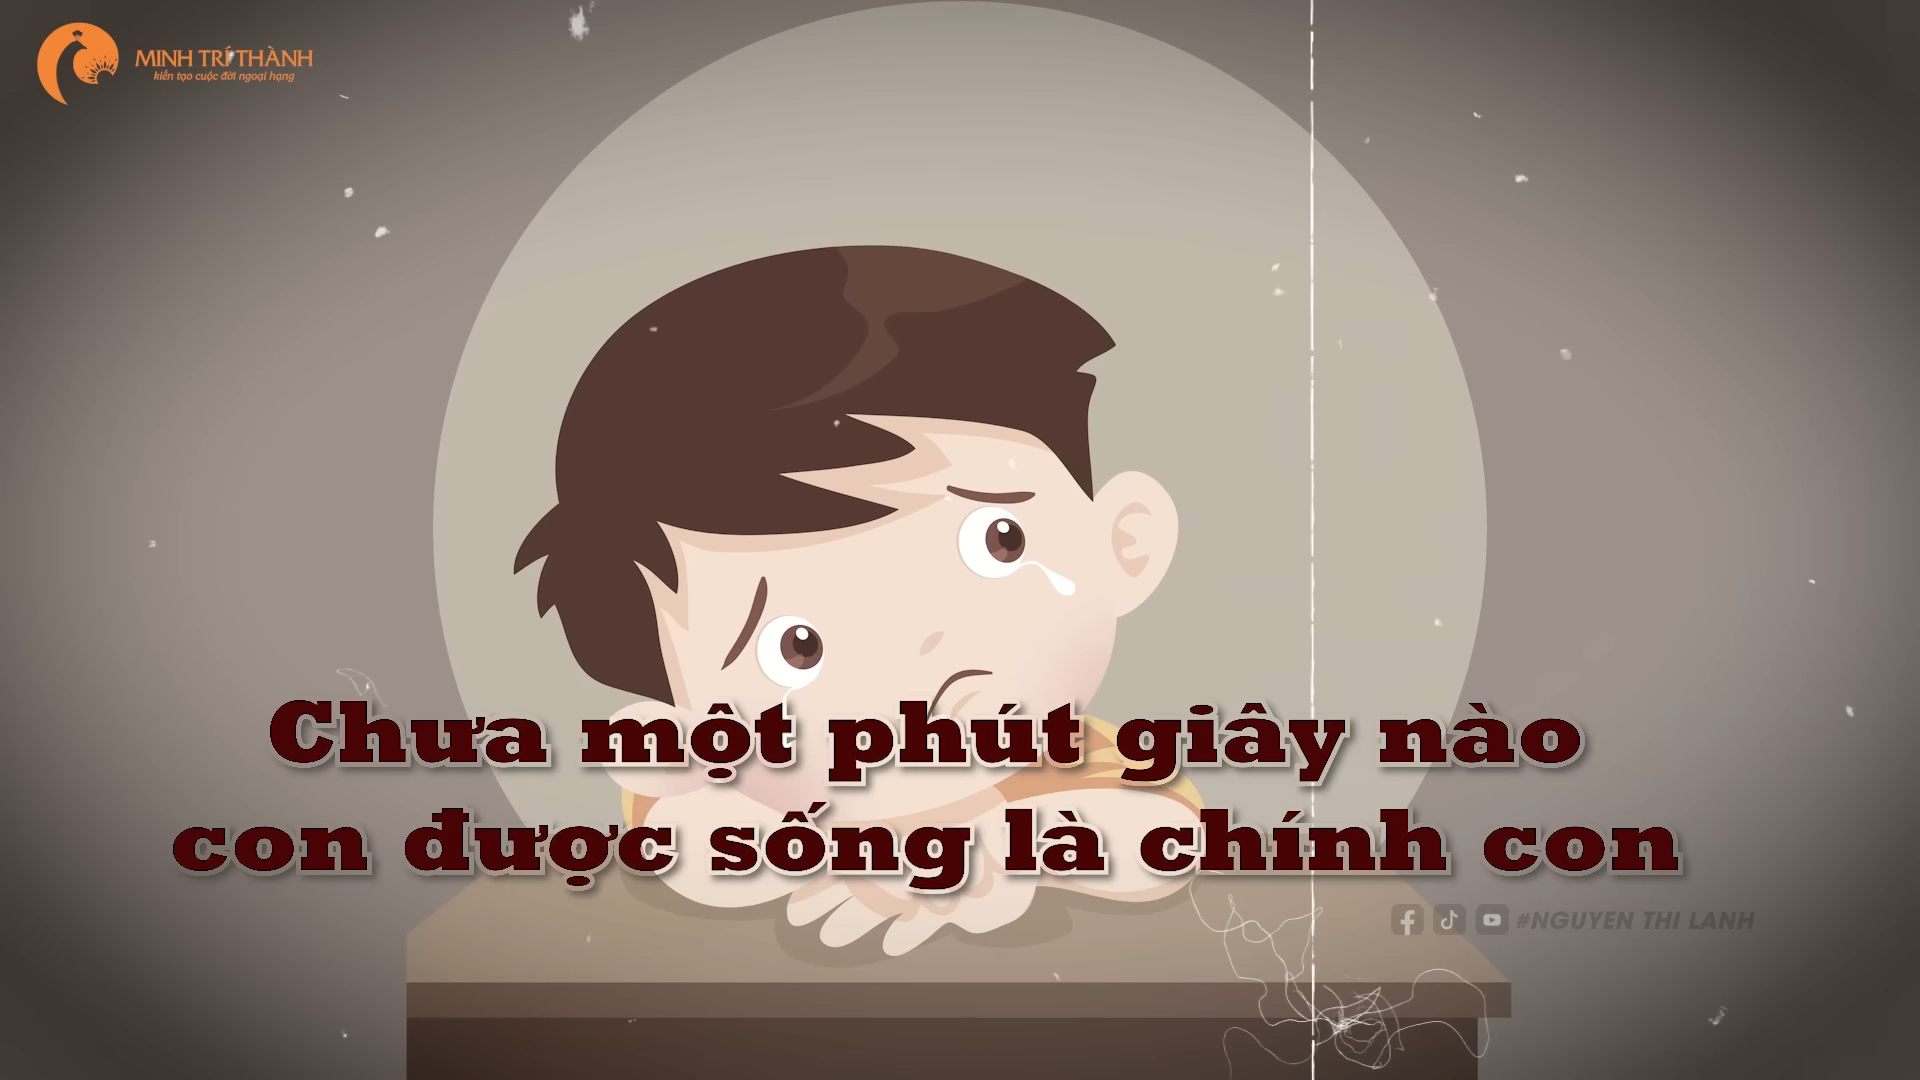 MINH TRÍ THÀNH
kiến tạo cuộc đời ngoại hạng
Chưa một phút giây nào
con được sống là chính con
#NGUYEN THI LANH